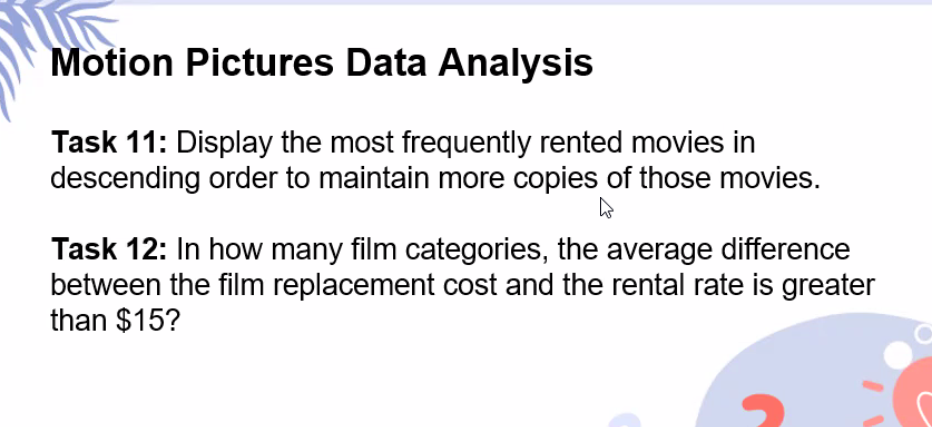 Motion Pictures Data Analysis
Task 11: Display the most frequently rented movies in
descending order to maintain more copies of those movies.
Task 12: In how many film categories, the average difference
between the film replacement cost and the rental rate is greater
than $15?